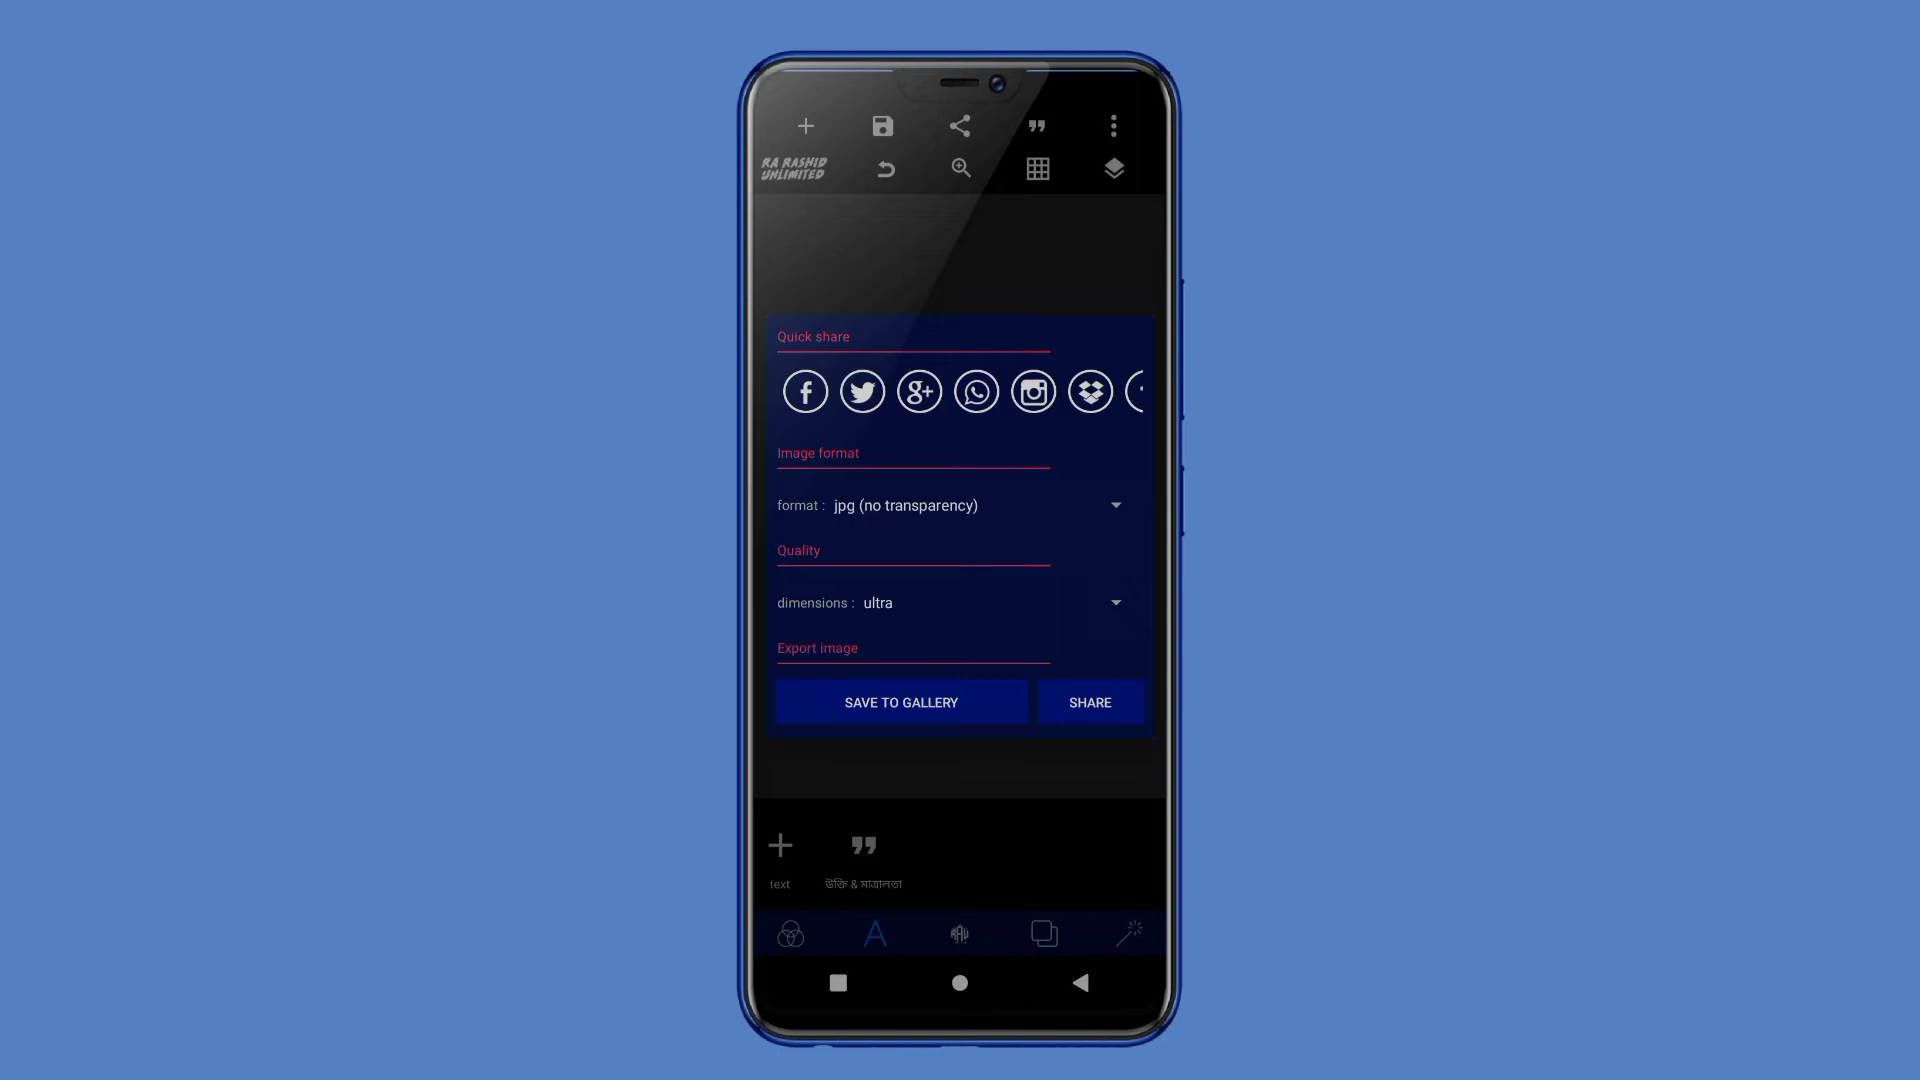 RA RASHID
UNLIMITED
Quick share
Image format
format : jpg (no transparency)
Quality
dimensions : ultra
Export image
SAVE TO GALLERY
SHARE
text
উক্তি & মাত্রালতা